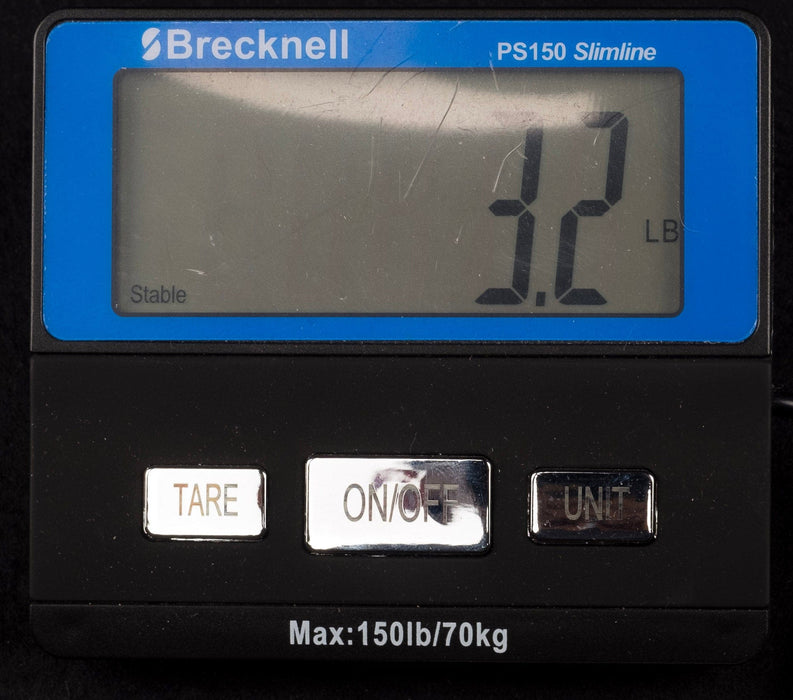 Brecknell
PS150 Slimline
3.2
LB
Stable
TARE
ON/OFF
UNIT
Max:150lb/70kg